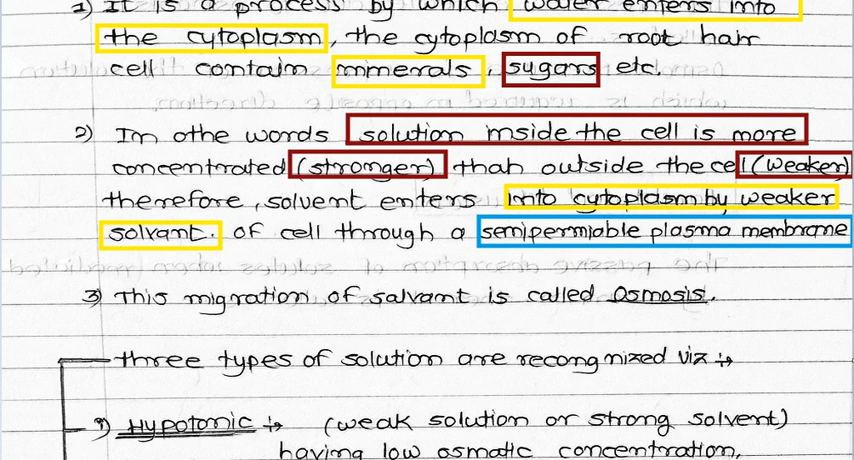 1) It is a process by which water enters into
the cytoplasm, the cytoplasm of root hair
cell contain minerals, sugars etc.
2) In othe words solution inside the cell is more
concentrated (stronger) than outside the cell (weaker)
therefore, solvent enters into cytoplasm by weaker
solvant. of cell through a semipermiable plasma membrane
3) This migration of salvant is called Osmosis.
three types of solution are recongnized viz :→
1) Hypotonic :→ (weak solution or strong solvent)
having low osmatic concentration,